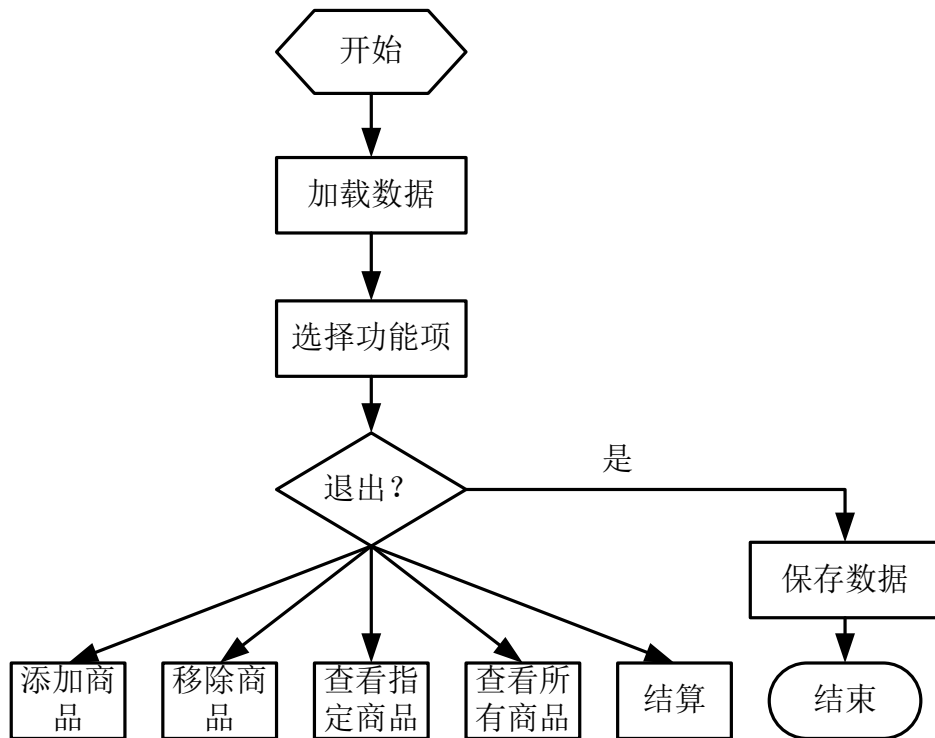 开始
加载数据
选择功能项
退出?
是
保存数据
添加商
品
移除商
品
查看指
定商品
查看所
有商品
结算
结束